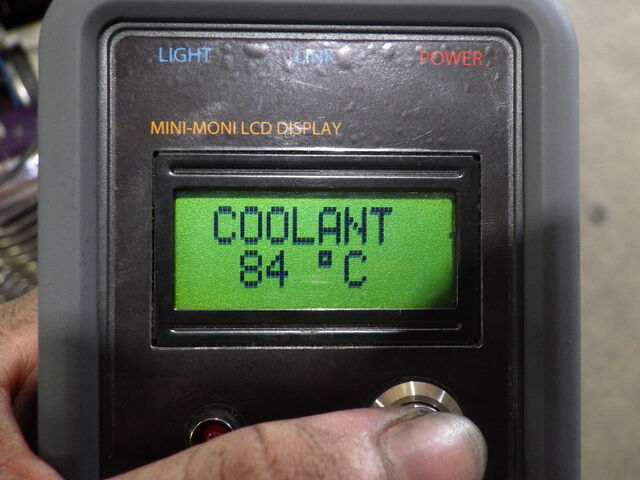 LIGHT LINK POWER
MINI-MONI LCD DISPLAY
COOLANT
84 °C